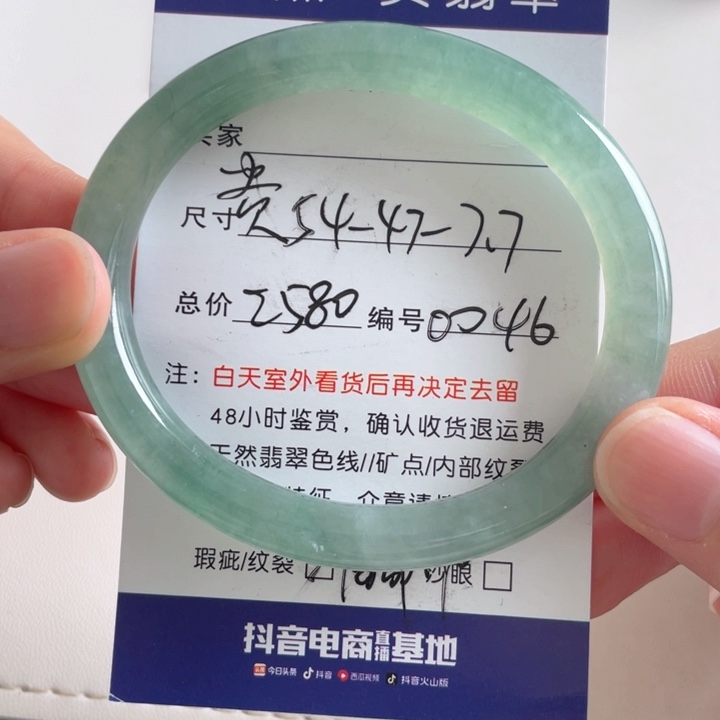 买家
尺寸 贵54-47-7.7
总价 2580 编号 0046
注：白天室外看货后再决定去留
48小时鉴赏，确认收货退运费
天然翡翠色线//矿点/内部纹裂
瑕疵/纹裂
眼
抖音电商直播基地
今日头条 抖音 西瓜视频 抖音火山版